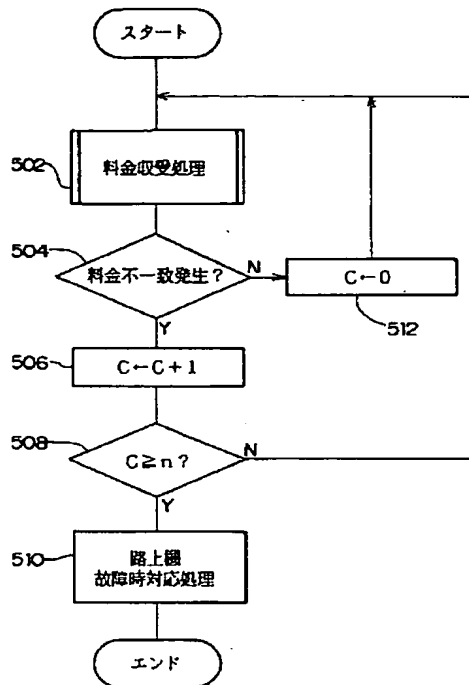 スタート
502
料金収受処理
504
料金不一致発生?
N
C←0
512
Y
506
C←C+1
508
C≧n?
N
Y
510
路上機
故障時対応処理
エンド